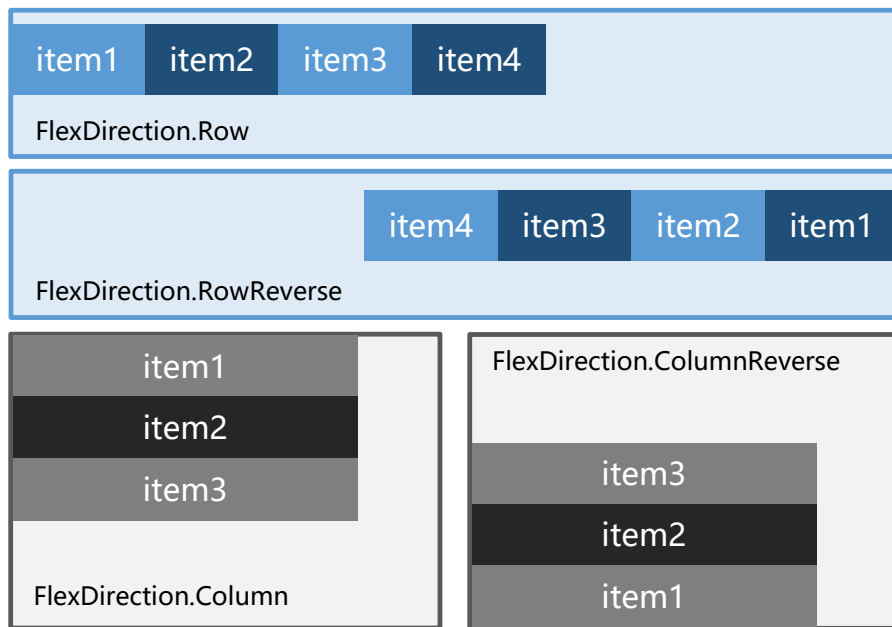 item1 item2 item3 item4
FlexDirection.Row
item4 item3 item2 item1
FlexDirection.RowReverse
item1
item2
item3
FlexDirection.Column
FlexDirection.ColumnReverse
item3
item2
item1